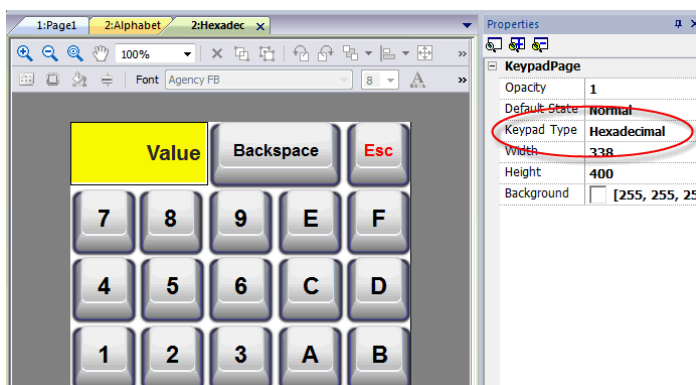 1:Page1 2:Alphabet 2:Hexadec x Properties
100%
Font Agency FB 8 A
KeypadPage
Opacity 1
Default State Normal
Keypad Type Hexadecimal
Width 338
Height 400
Background [255, 255, 25
Value Backspace Esc
7 8 9 E F
4 5 6 C D
1 2 3 A B